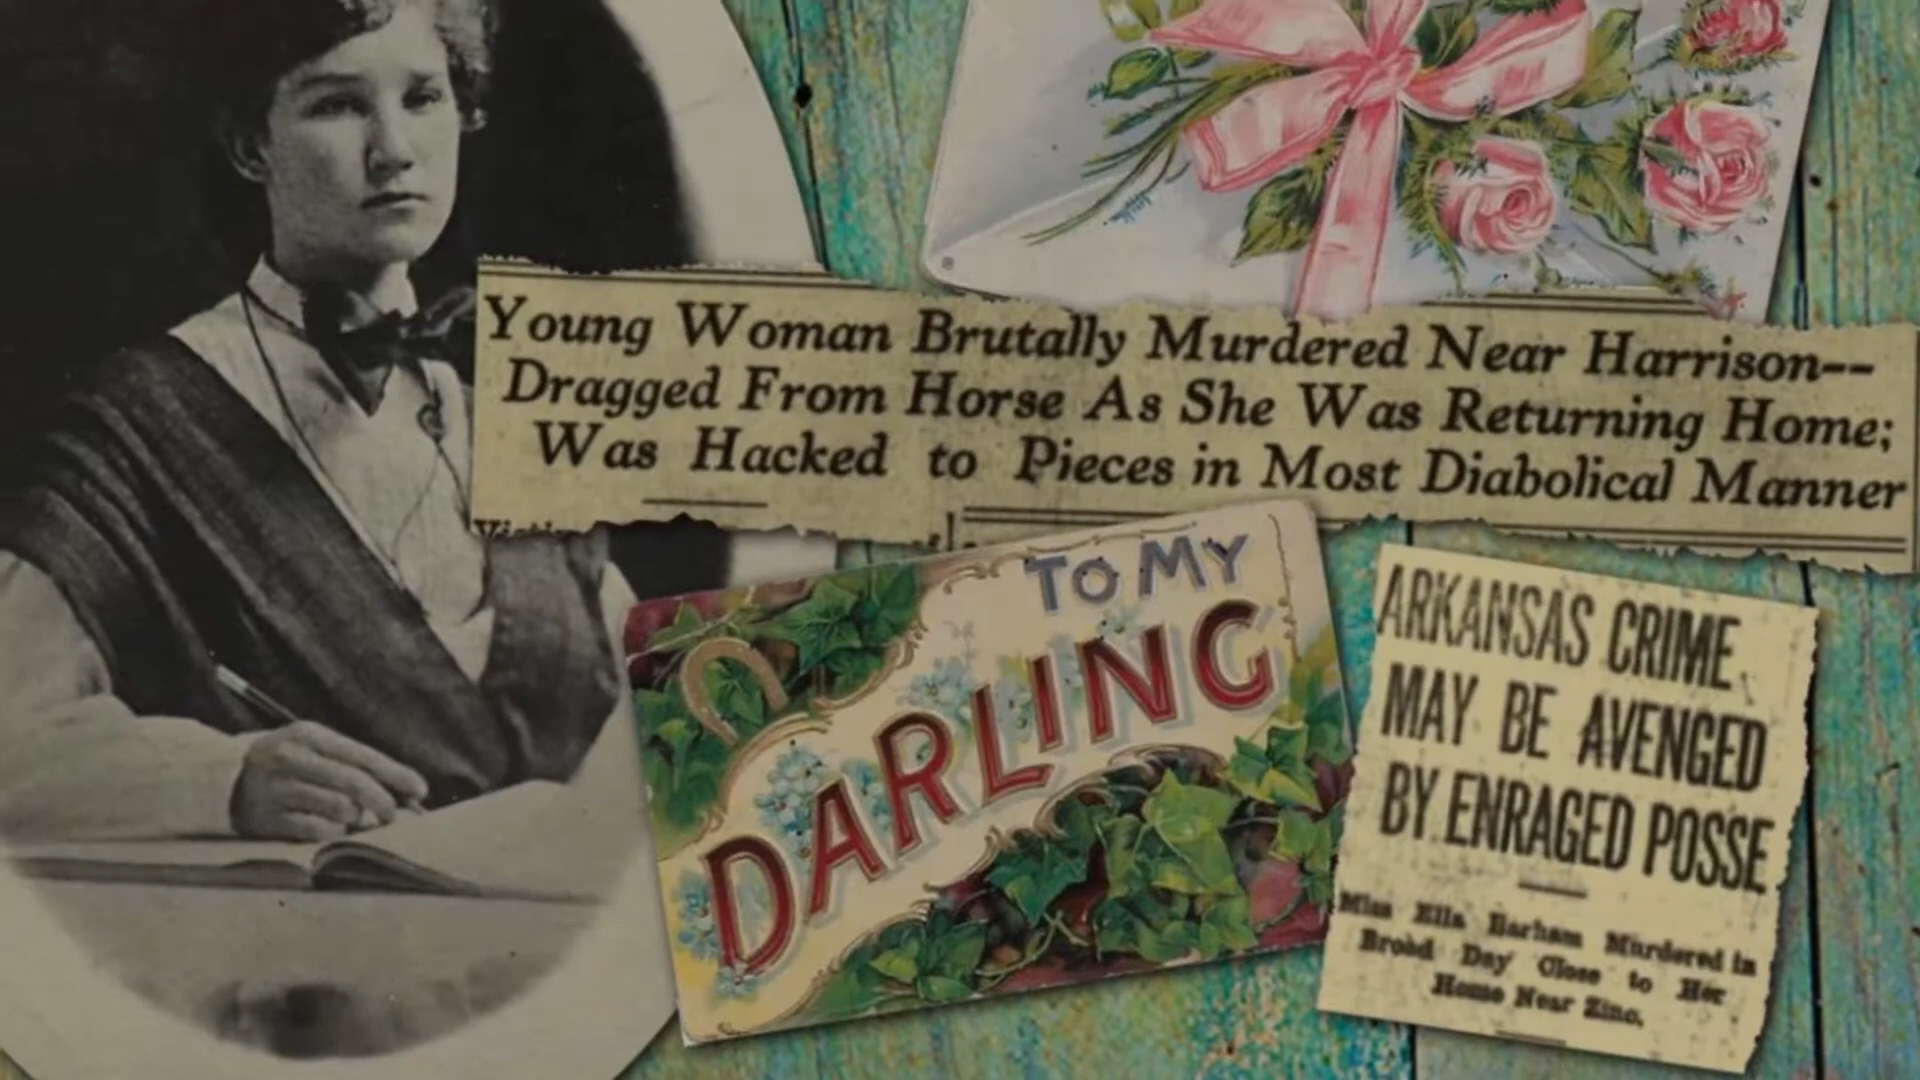 Young Woman Brutally Murdered Near Harrison--
Dragged From Horse As She Was Returning Home;
Was Hacked to Pieces in Most Diabolical Manner
TO MY
DARLING
ARKANSAS CRIME
MAY BE AVENGED
BY ENRAGED POSSE
Miss Ella Barham Murdered in
Broad Day Close to Her
Home Near Zinc.